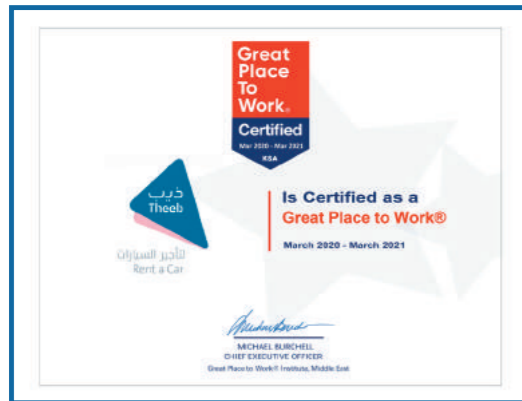 Great
Place
To
Work®
Certified
Mar 2020 - Mar 2021
KSA
ذيب
Theeb
لتأجير السيارات
Rent a Car
Is Certified as a
Great Place to Work®
March 2020 - March 2021
MICHAEL BURCHELL
CHIEF EXECUTIVE OFFICER
Great Place to Work® Institute, Middle East